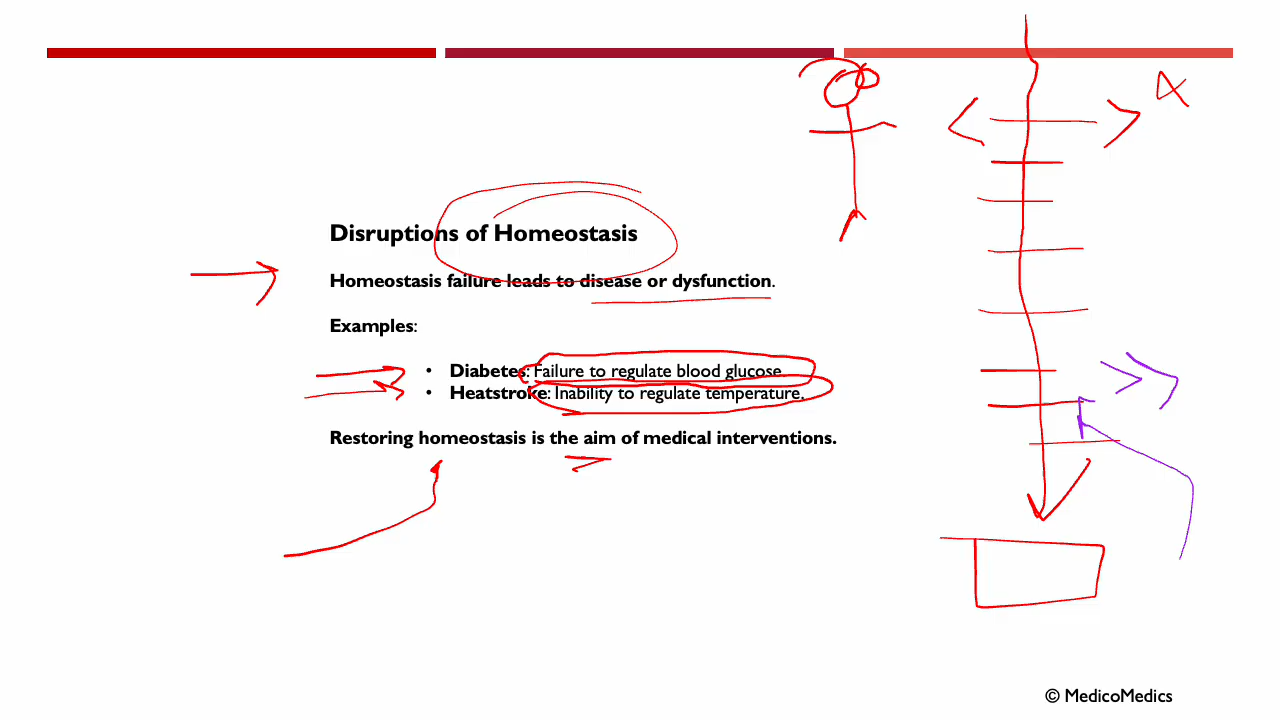 Disruptions of Homeostasis
Homeostasis failure leads to disease or dysfunction.
Examples:
• Diabetes: Failure to regulate blood glucose.
• Heatstroke: Inability to regulate temperature.
Restoring homeostasis is the aim of medical interventions.
© MedicoMedics